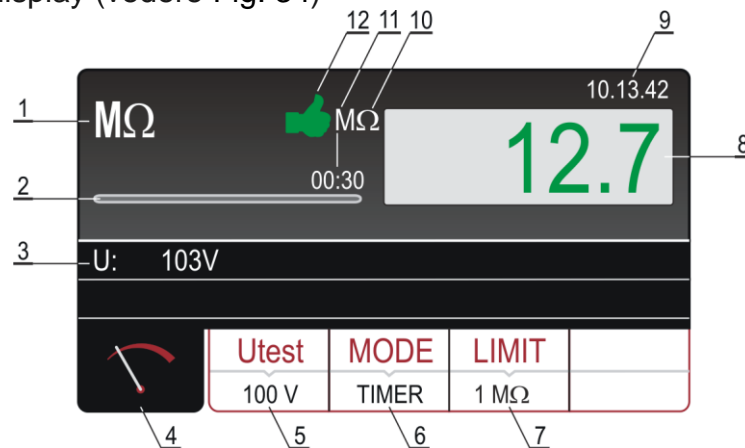 display (vedere Fig. 84)
12 11 10 9
10.13.42
1 MΩ MΩ 12.7 8
00:30
2
3 U: 103V
Utest MODE LIMIT
100 V TIMER 1 MΩ
4 5 6 7